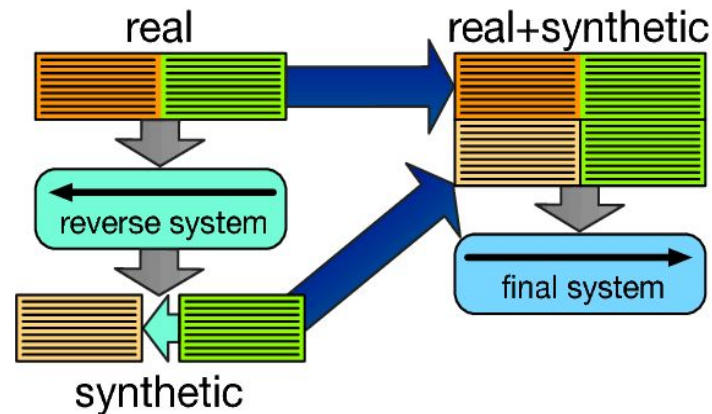 real
real+synthetic
reverse system
final system
synthetic